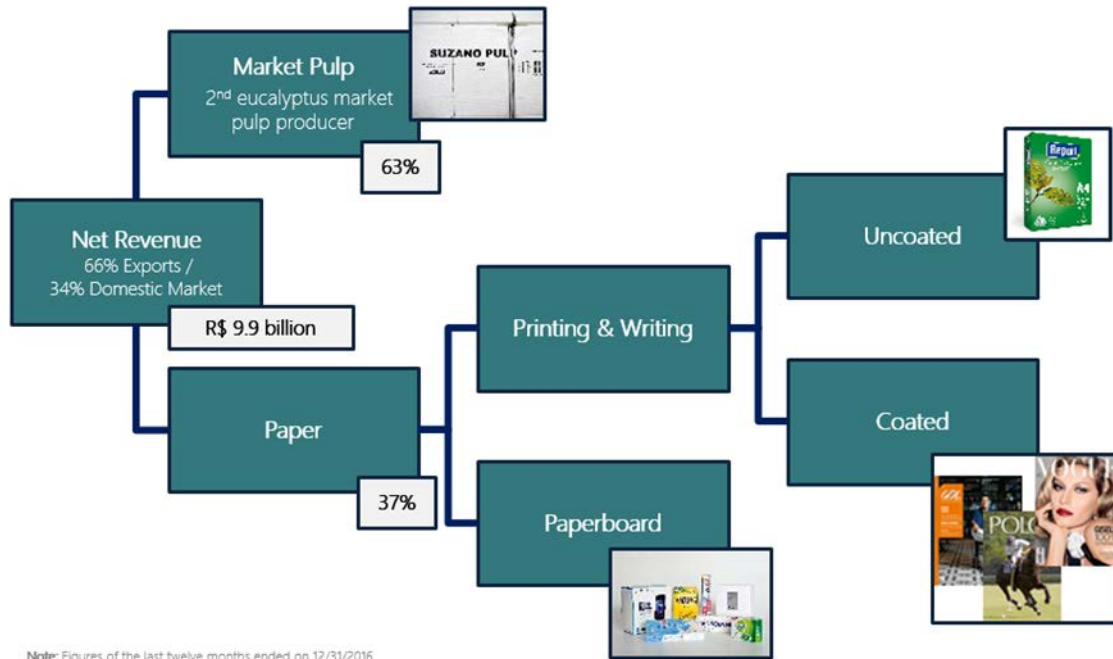 Market Pulp
2nd eucalyptus market
pulp producer
SUZANO PULP
63%
Net Revenue
66% Exports /
34% Domestic Market
R$ 9.9 billion
Paper
37%
Printing & Writing
Paperboard
Uncoated
Report
A4
Coated
VOGUE
POLO
Note: Figures of the last twelve months ended on 12/31/2016